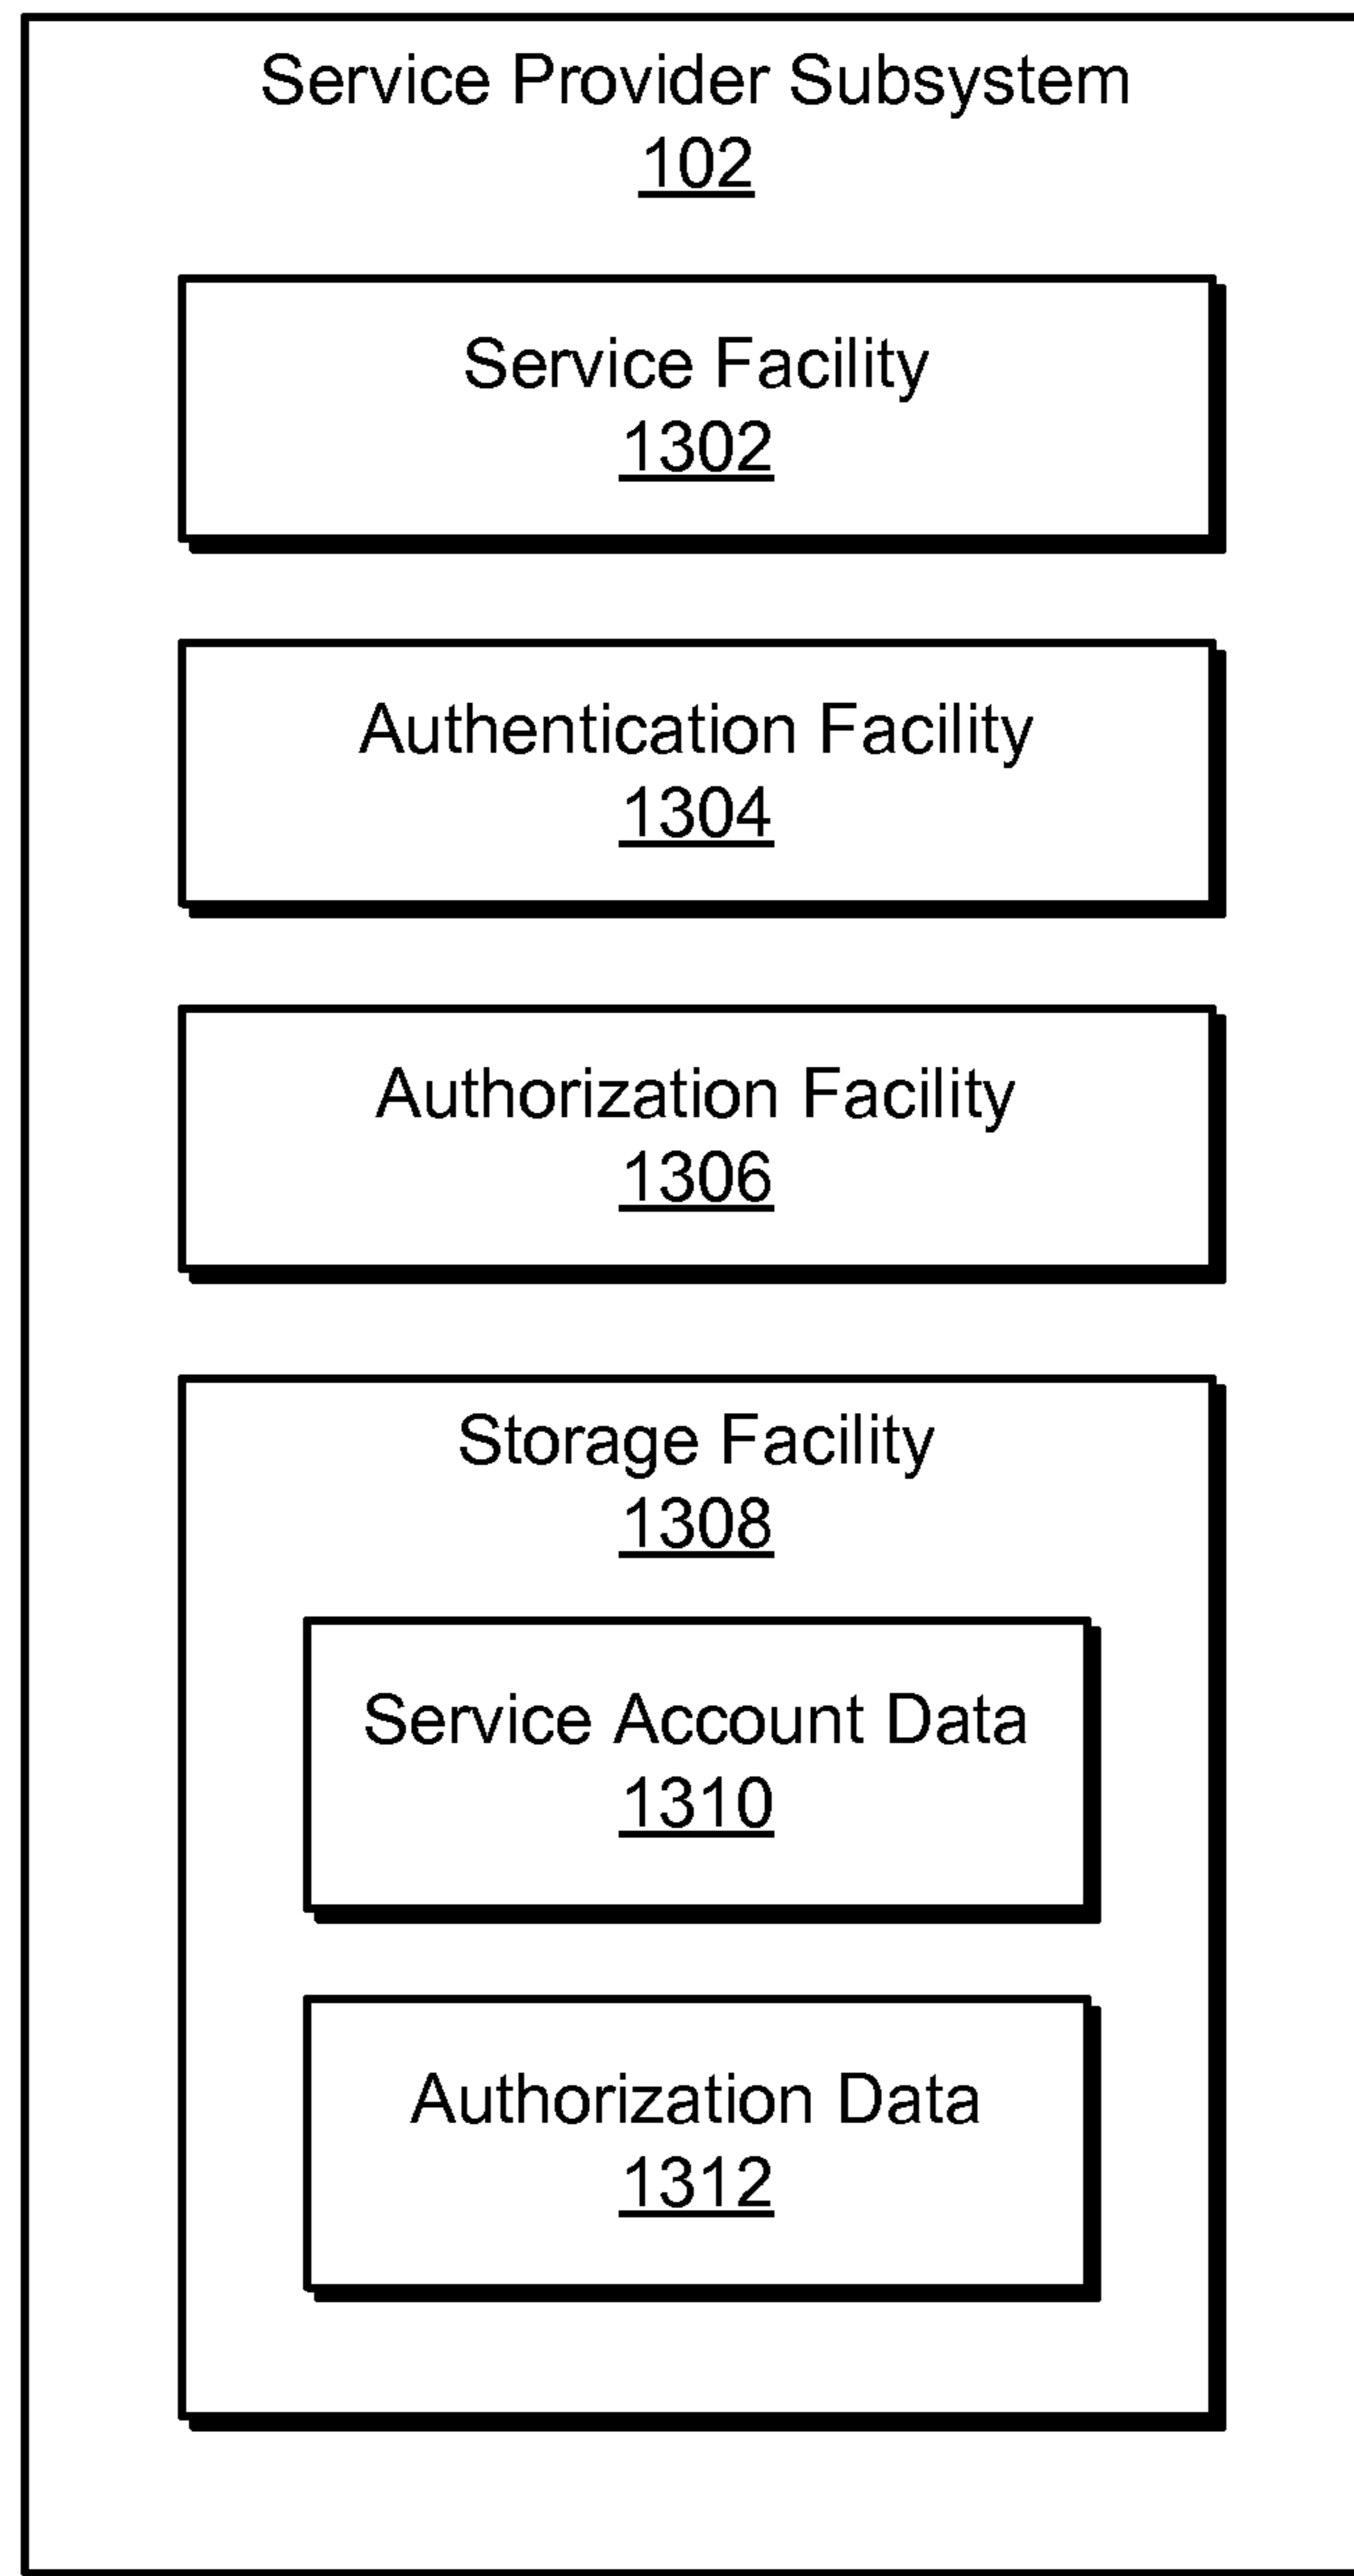 Service Provider Subsystem
102
Service Facility
1302
Authentication Facility
1304
Authorization Facility
1306
Storage Facility
1308
Service Account Data
1310
Authorization Data
1312